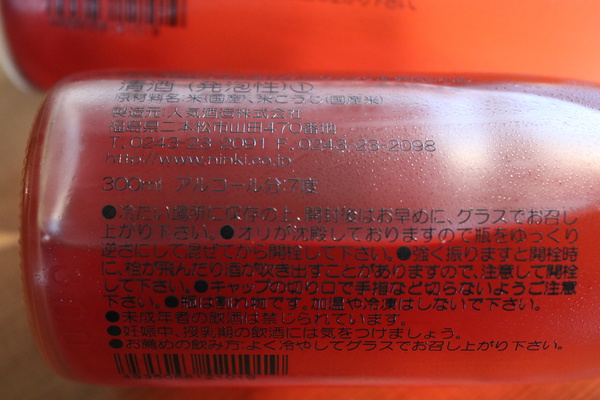 清酒(発泡性)①
原材料名:米(国産)、米こうじ(国産米)
製造元:人気酒造株式会社
福島県二本松市山田470番地
T.0243-23-2091 F.0243-23-2098
http://www.ninki.co.jp
300ml アルコール分:7度
●冷たい場所に保存の上、開封後はお早めに、グラスでお召し
上がり下さい。●オリが沈殿しておりますので瓶をゆっくり
逆さにして混ぜてから開栓して下さい。●強く振りますと開栓時
に、栓が飛んだり酒が吹き出すことがありますので、注意して開栓
して下さい。●キャップの切り口で手指など切らないようご注意
下さい。●瓶は割れ物です。加温や冷凍はしないで下さい。
●未成年者の飲酒は禁じられています。
●妊娠中、授乳期の飲酒には気をつけましょう。
●お薦めの飲み方:よく冷やしてグラスでお召し上がり下さい。